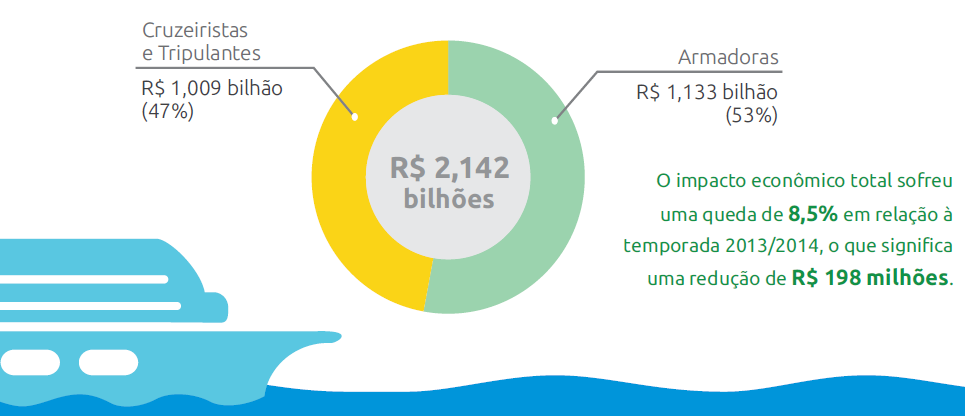 Cruzeiristas
e Tripulantes
R$ 1,009 bilhão
(47%)
Armadoras
R$ 1,133 bilhão
(53%)
R$ 2,142
bilhões
O impacto econômico total sofreu
uma queda de 8,5% em relação à
temporada 2013/2014, o que significa
uma redução de R$ 198 milhões.